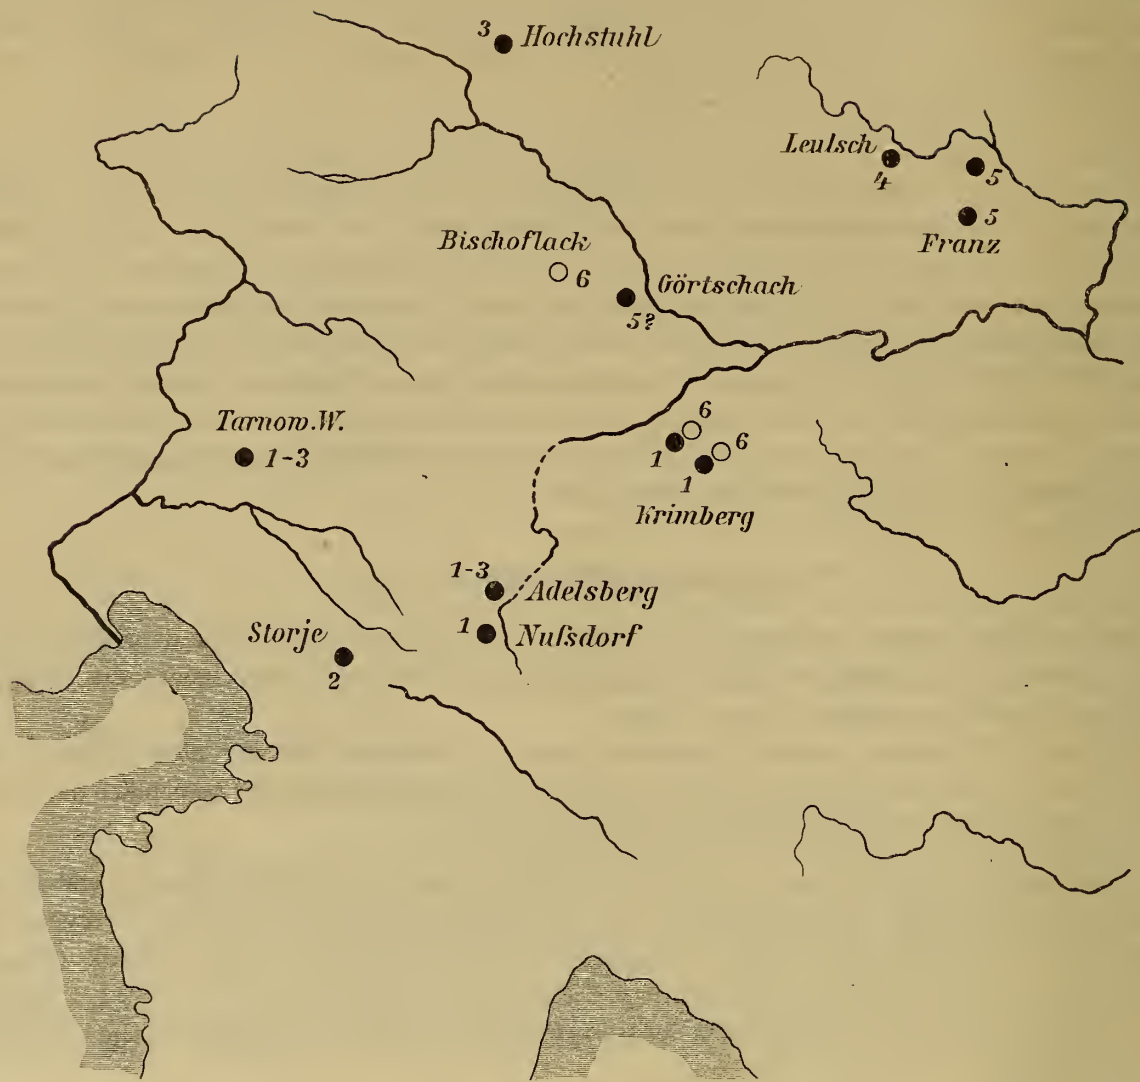 3 Hochstuhl
Leulsch
4
5
5
Franz
Bischoflack
6
Görtschach
5?
Tarnow.W.
1-3
6
6
1
1
Krimberg
1-3 Adelsberg
1 Nuſsdorf
Storje
2